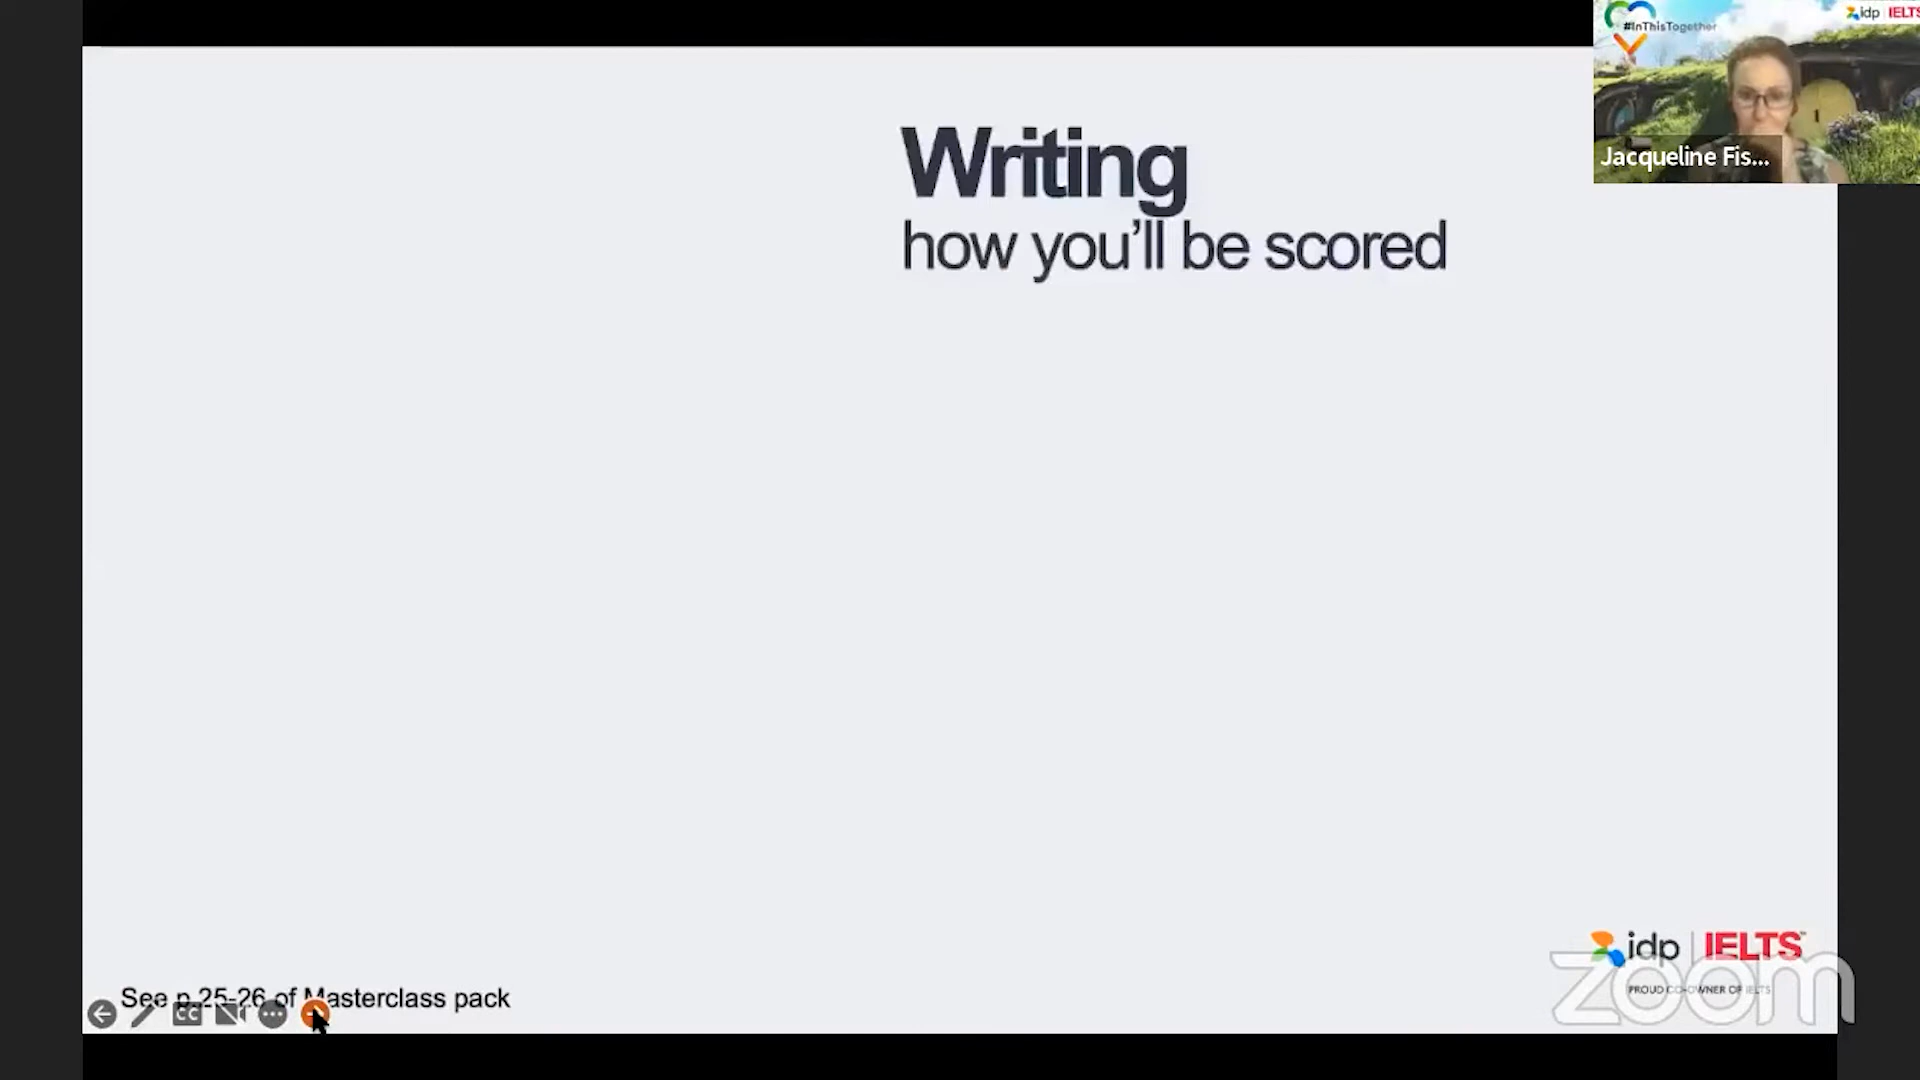 #InThisTogether
idp IELTS
Jacqueline Fis...
Writing
how you'll be scored
See p.25-26 of Masterclass pack
CC
idp IELTS
PROUD CO-OWNER OF IELTS
zoom